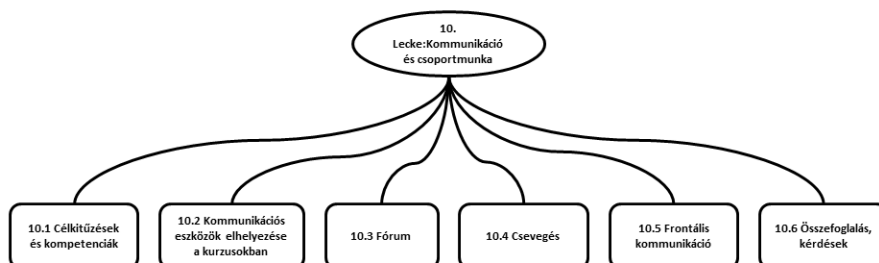 10.
Lecke:Kommunikáció
és csoportmunka
10.1 Célkitűzések
és kompetenciák
10.2 Kommunikációs
eszközök elhelyezése
a kurzusokban
10.3 Fórum
10.4 Csevegés
10.5 Frontális
kommunikáció
10.6 Összefoglalás,
kérdések